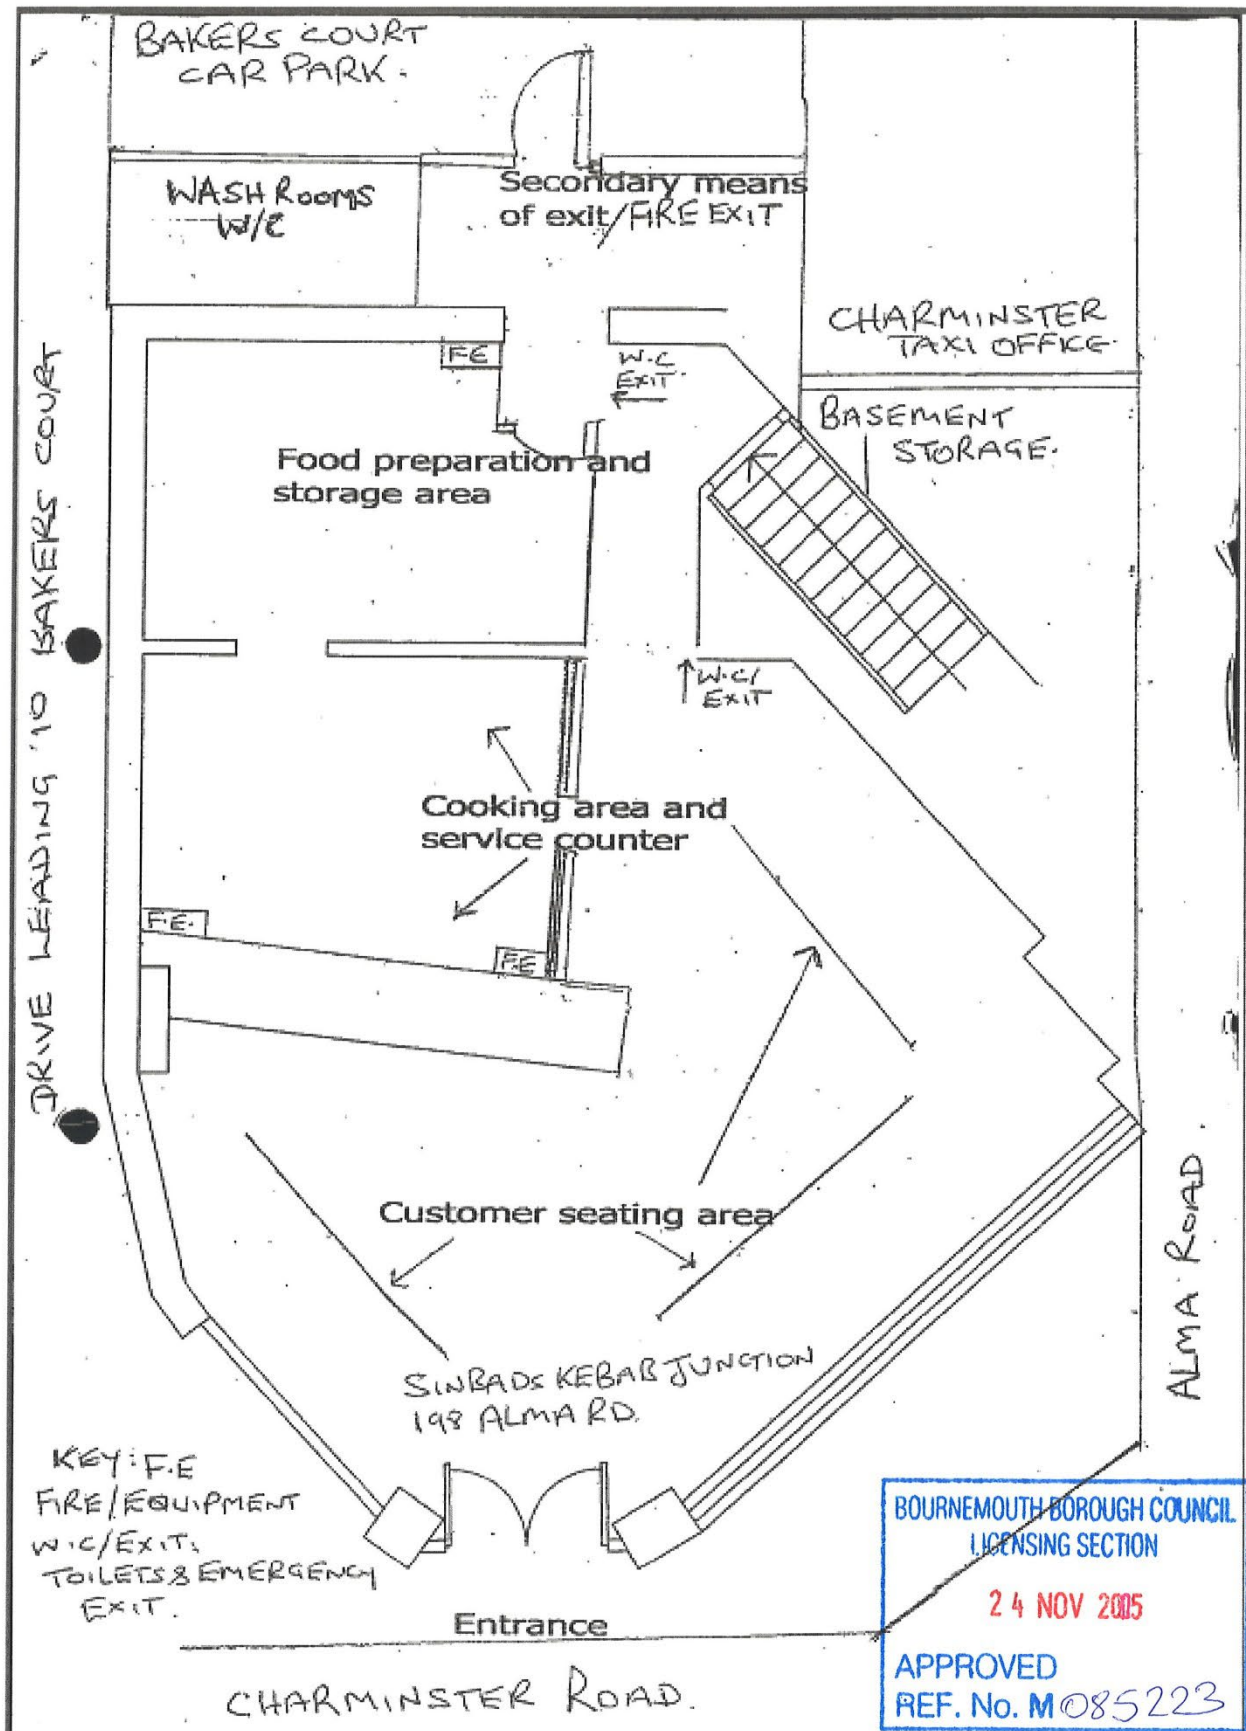 BAKERS COURT
CAR PARK.
WASH ROOMS
W/C
Secondary means
of exit/FIRE EXIT
CHARMINSTER
TAXI OFFICE.
FE
W.C
EXIT.
BASEMENT
STORAGE.
Food preparation and
storage area
DRIVE LEADING TO BAKERS COURT
W.C/
EXIT
Cooking area and
service counter
F.E.
F.E
Customer seating area
ALMA ROAD.
SINBADS KEBAB JUNCTION
198 ALMA RD.
KEY: F.E
FIRE/EQUIPMENT
W.C/EXIT.
TOILETS & EMERGENCY
EXIT.
Entrance
CHARMINSTER ROAD.
BOURNEMOUTH BOROUGH COUNCIL
LICENSING SECTION
24 NOV 2005
APPROVED
REF. No. M 085223